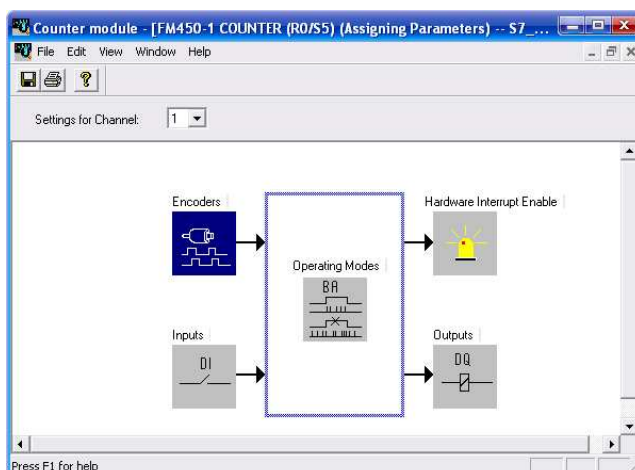 Counter module - [FM450-1 COUNTER (R0/S5) (Assigning Parameters) -- S7_...
File Edit View Window Help
Settings for Channel: 1
Encoders
Hardware Interrupt Enable
Operating Modes
BA
Inputs
Outputs
DI
DQ
Press F1 for help